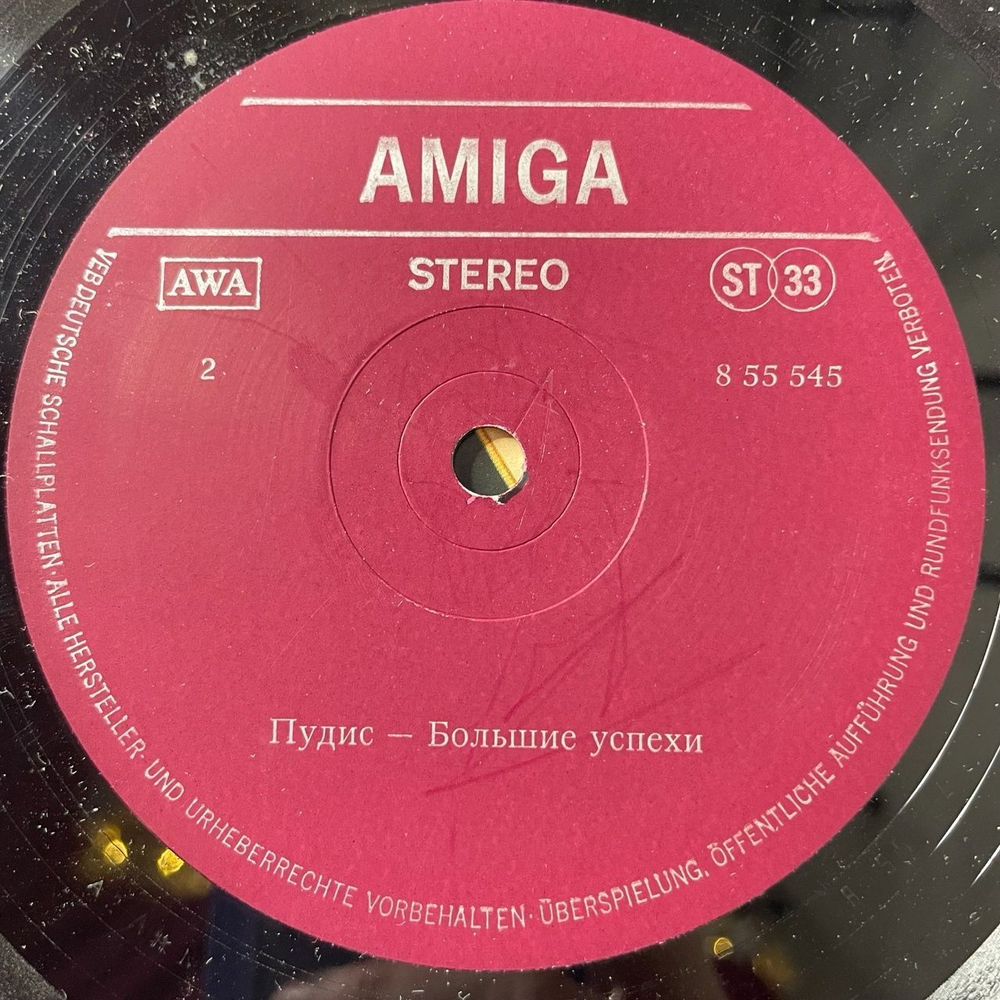 AMIGA
AWA
STEREO
ST 33
2
8 55 545
Пудис – Большие успехи
VEB DEUTSCHE SCHALLPLATTEN · ALLE HERSTELLER- UND URHEBERRECHTE VORBEHALTEN · ÜBERSPIELUNG, ÖFFENTLICHE AUFFÜHRUNG UND RUNDFUNKSENDUNG VERBOTEN